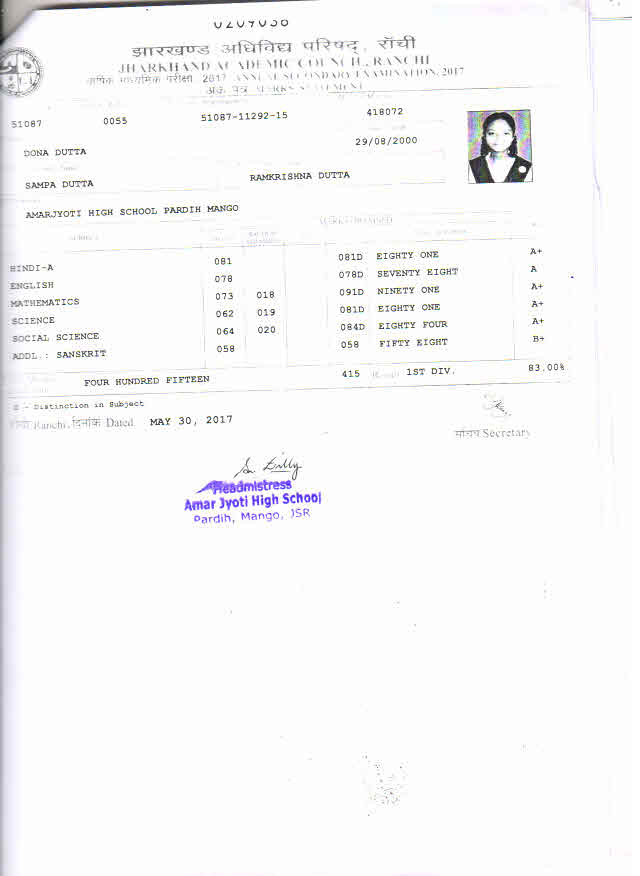 0209038
झारखण्ड अधिविद्य परिषद्, राँची
JHARKHAND ACADEMIC COUNCIL, RANCHI
वार्षिक माध्यमिक परीक्षा, 2017 ANNUAL SECONDARY EXAMINATION, 2017
अंक पत्र MARKS STATEMENT
51087 0055 51087-11292-15 418072
DONA DUTTA 29/08/2000
SAMPA DUTTA RAMKRISHNA DUTTA
AMARJYOTI HIGH SCHOOL PARDIH MANGO
MARKS OBTAINED
HINDI-A 081 081D EIGHTY ONE A+
ENGLISH 078 078D SEVENTY EIGHT A
MATHEMATICS 073 018 091D NINETY ONE A+
SCIENCE 062 019 081D EIGHTY ONE A+
SOCIAL SCIENCE 064 020 084D EIGHTY FOUR A+
ADDL.: SANSKRIT 058 058 FIFTY EIGHT B+
FOUR HUNDRED FIFTEEN 415 Result 1ST DIV. 83.00%
D - Distinction in Subject
राँची Ranchi, दिनांक Dated MAY 30, 2017
सचिव Secretary
Headmistress
Amar Jyoti High School
Pardih, Mango, JSR